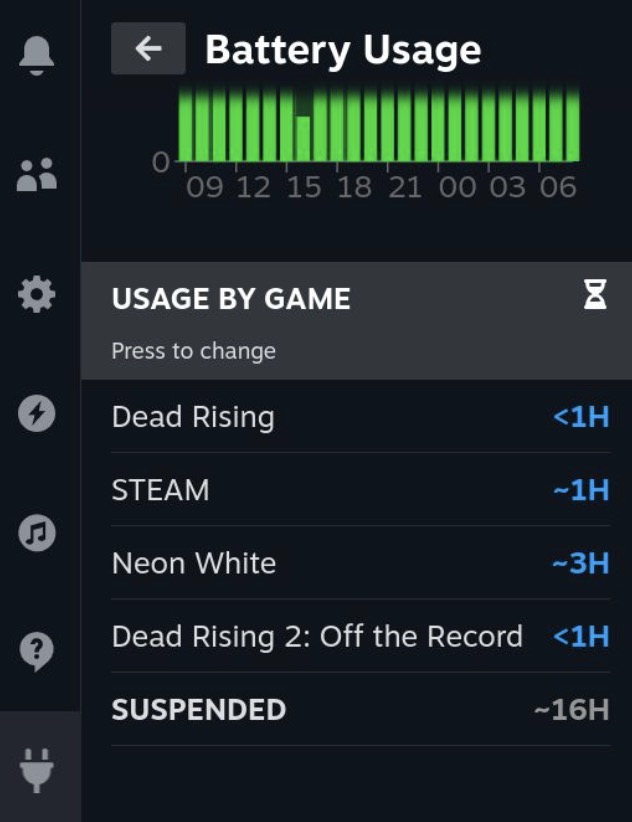 Battery Usage
0
09 12 15 18 21 00 03 06
USAGE BY GAME
Press to change
Dead Rising <1H
STEAM ~1H
Neon White ~3H
Dead Rising 2: Off the Record <1H
SUSPENDED ~16H